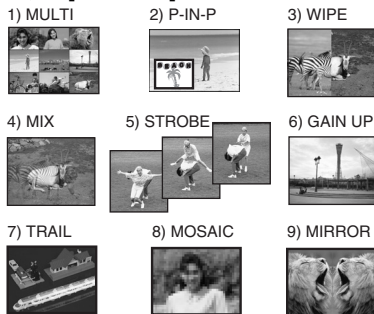 1) MULTI
2) P-IN-P
3) WIPE
BEACH
4) MIX
5) STROBE
6) GAIN UP
7) TRAIL
8) MOSAIC
9) MIRROR